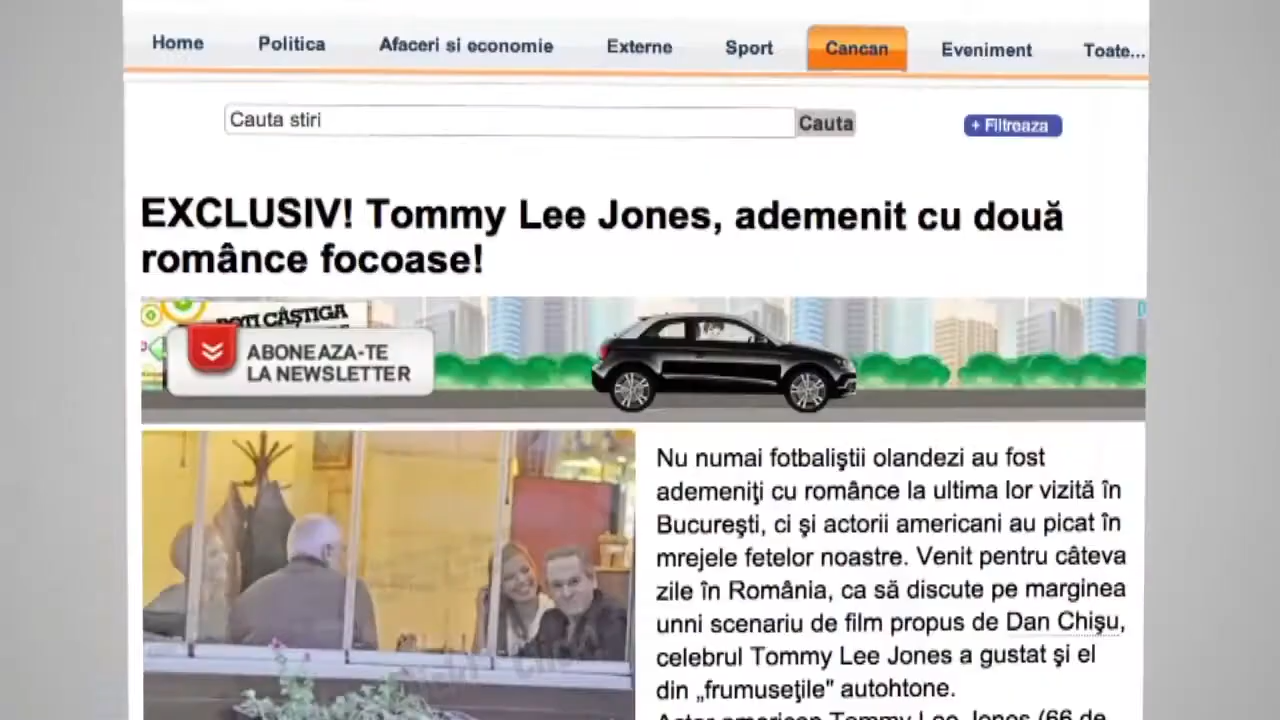 Home Politica Afaceri si economie Externe Sport Cancan Eveniment Toate...
Cauta stiri Cauta + Filtreaza
EXCLUSIV! Tommy Lee Jones, ademenit cu două
românce focoase!
POTI CÂȘTIGA
ABONEAZA-TE
LA NEWSLETTER
Nu numai fotbaliştii olandezi au fost
ademeniţi cu românce la ultima lor vizită în
Bucureşti, ci şi actorii americani au picat în
mrejele fetelor noastre. Venit pentru câteva
zile în România, ca să discute pe marginea
unni scenariu de film propus de Dan Chişu,
celebrul Tommy Lee Jones a gustat şi el
din „frumuseţile" autohtone.
Actor american Tommy Lee Jones (66 de